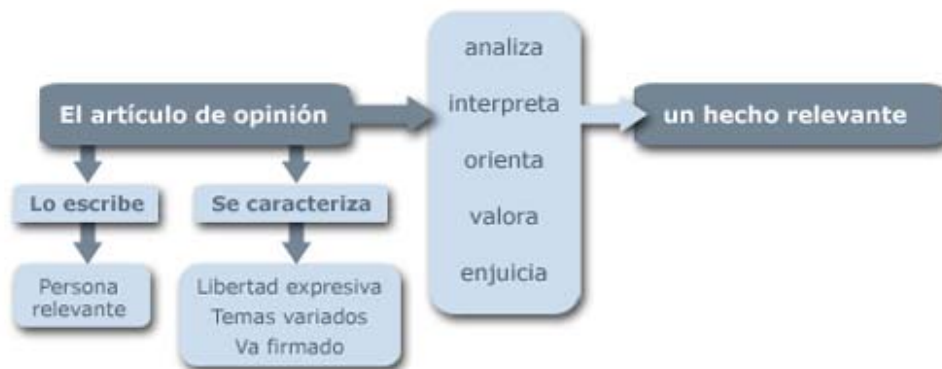 El artículo de opinión
analiza
interpreta
orienta
valora
enjuicia
un hecho relevante
Lo escribe
Persona
relevante
Se caracteriza
Libertad expresiva
Temas variados
Va firmado